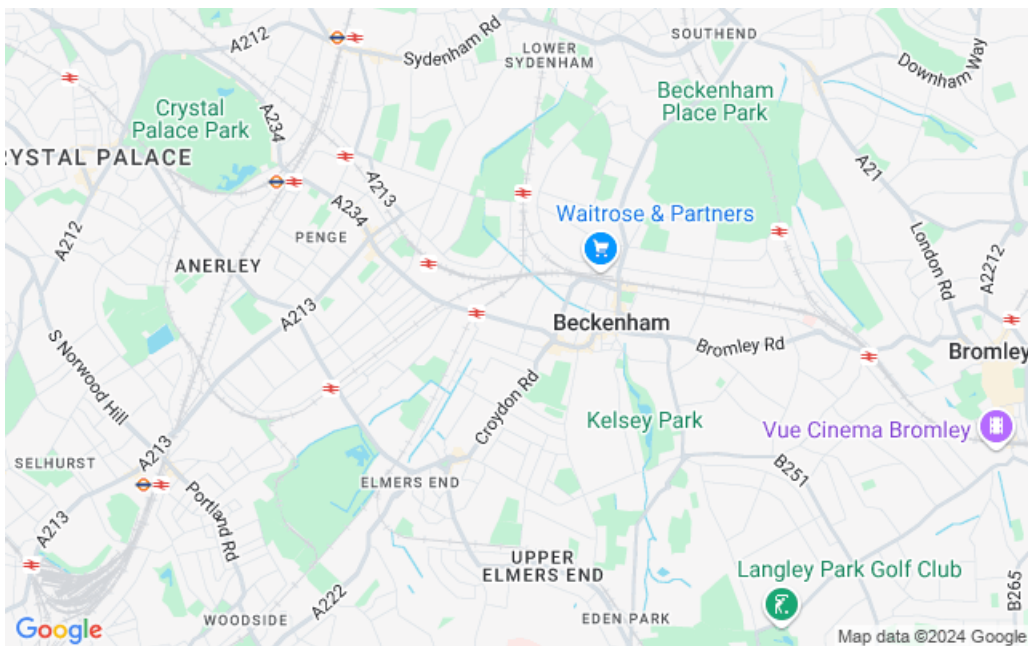 A212
Sydenham Rd
LOWER
SYDENHAM
SOUTHEND
Downham Way
Crystal
Palace Park
A234
Beckenham
Place Park
RYSTAL PALACE
A213
A21
A234
Waitrose & Partners
A212
PENGE
ANERLEY
London Rd
A2212
A213
S Norwood Hill
Beckenham
Bromley Rd
Bromley
Croydon Rd
Kelsey Park
Vue Cinema Bromley
A213
SELHURST
B251
ELMERS END
Portland Rd
A213
UPPER
ELMERS END
Langley Park Golf Club
B265
A222
WOODSIDE
EDEN PARK
Google
Map data ©2024 Google